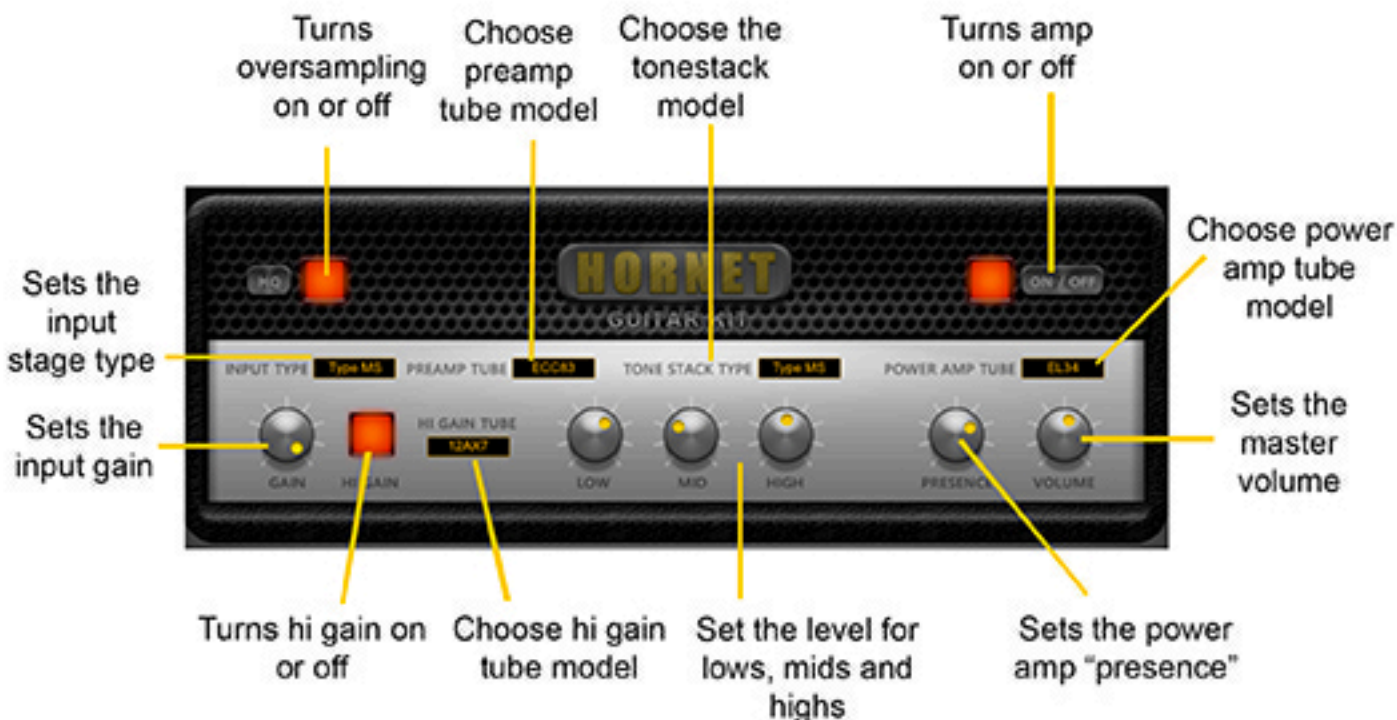 Turns
oversampling
on or off
Choose
preamp
tube model
Choose the
tonestack
model
Turns amp
on or off
Choose power
amp tube
model
HQ
HORNET
ON / OFF
GUITAR KIT
Sets the
input
stage type
INPUT TYPE Type MS PREAMP TUBE ECC83 TONE STACK TYPE Type MS POWER AMP TUBE EL34
Sets the
input gain
HI GAIN TUBE
12AX7
GAIN HI GAIN LOW MID HIGH PRESENCE VOLUME
Sets the
master
volume
Turns hi gain on
or off
Choose hi gain
tube model
Set the level for
lows, mids and
highs
Sets the power
amp “presence”